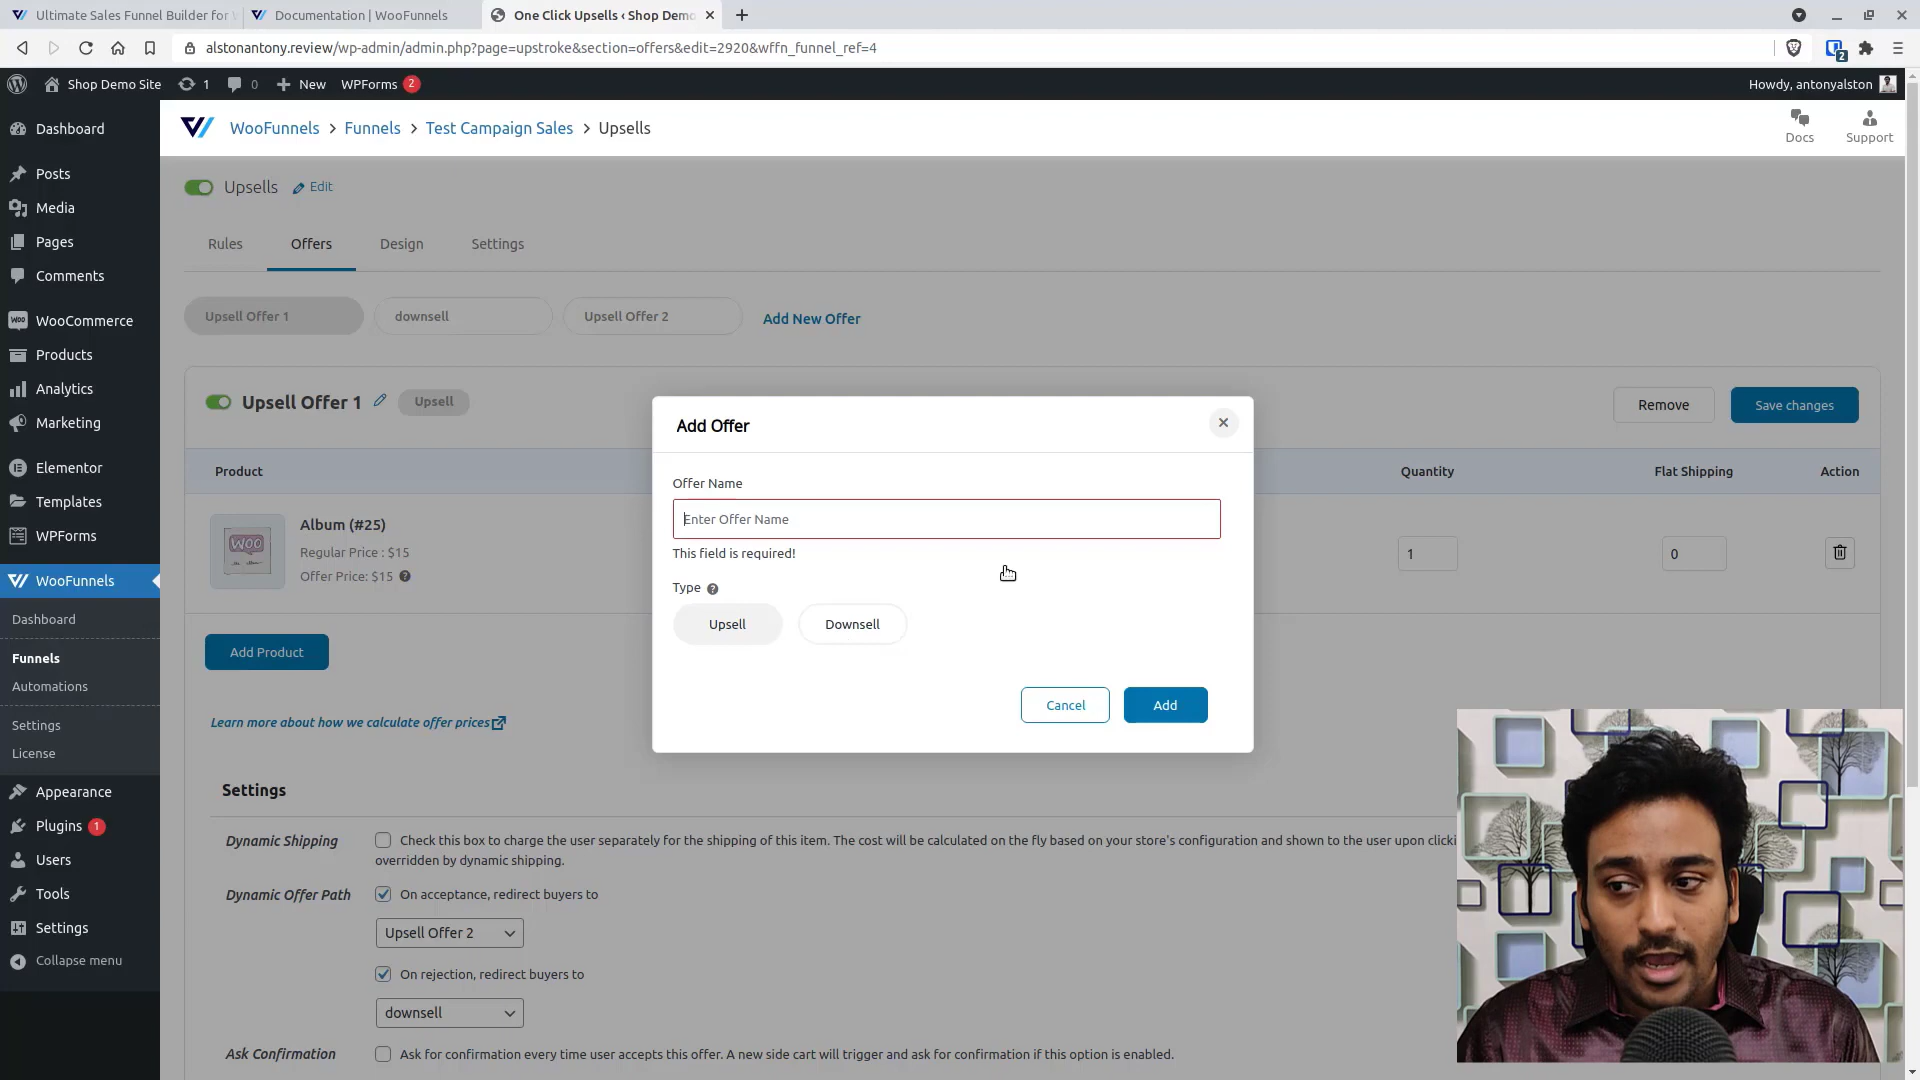 Ultimate Sales Funnel Builder for W
Documentation | WooFunnels
One Click Upsells ‹ Shop Demo
alstonantony.review/wp-admin/admin.php?page=upstroke&section=offers&edit=2920&wffn_funnel_ref=4
2
Shop Demo Site
1
0
New
WPForms 2
Howdy, antonyalston
Dashboard
Posts
Media
Pages
Comments
WooCommerce
Products
Analytics
Marketing
Elementor
Templates
WPForms
WooFunnels
Dashboard
Funnels
Automations
Settings
License
Appearance
Plugins 1
Users
Tools
Settings
Collapse menu
WooFunnels > Funnels > Test Campaign Sales > Upsells
Docs
Support
Upsells Edit
Rules
Offers
Design
Settings
Upsell Offer 1
downsell
Upsell Offer 2
Add New Offer
Upsell Offer 1 Upsell
Remove
Save changes
Product
Quantity
Flat Shipping
Action
WOO
Album (#25)
Regular Price : $15
Offer Price: $15
1
0
Add Product
Learn more about how we calculate offer prices
Add Offer
Offer Name
Enter Offer Name
This field is required!
Type
Upsell
Downsell
Cancel
Add
Settings
Dynamic Shipping
Check this box to charge the user separately for the shipping of this item. The cost will be calculated on the fly based on your store's configuration and shown to the user upon clicki
overridden by dynamic shipping.
Dynamic Offer Path
On acceptance, redirect buyers to
Upsell Offer 2
On rejection, redirect buyers to
downsell
Ask Confirmation
Ask for confirmation every time user accepts this offer. A new side cart will trigger and ask for confirmation if this option is enabled.